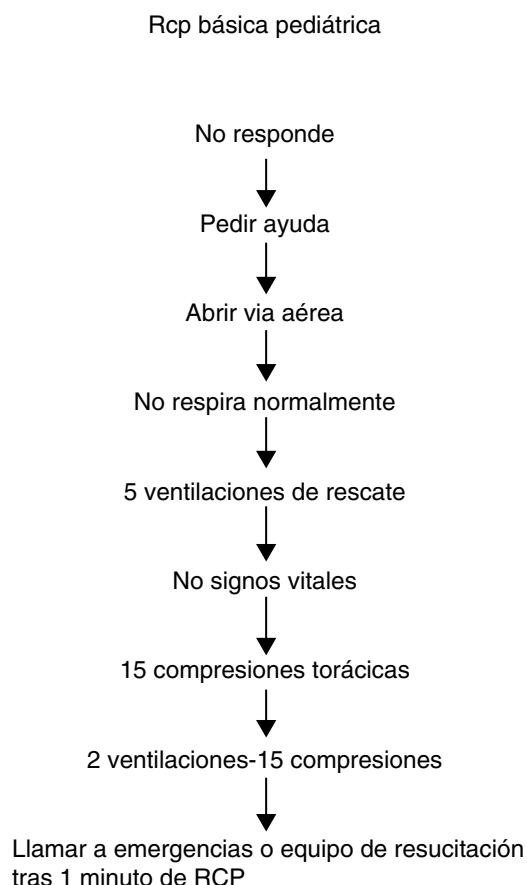 Rcp básica pediátrica
No responde
Pedir ayuda
Abrir via aérea
No respira normalmente
5 ventilaciones de rescate
No signos vitales
15 compresiones torácicas
2 ventilaciones-15 compresiones
Llamar a emergencias o equipo de resucitación
tras 1 minuto de RCP